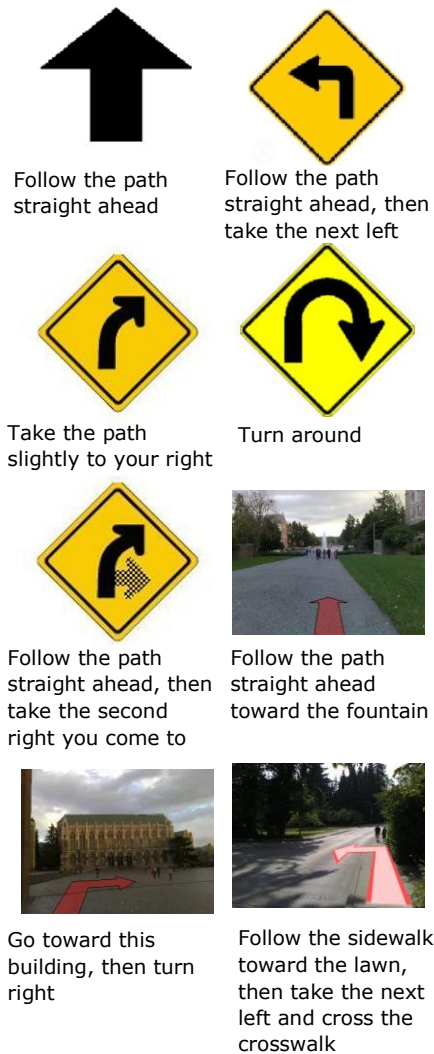 Follow the path
straight ahead
Follow the path
straight ahead, then
take the next left
Take the path
slightly to your right
Turn around
Follow the path
straight ahead, then
take the second
right you come to
Follow the path
straight ahead
toward the fountain
Go toward this
building, then turn
right
Follow the sidewalk
toward the lawn,
then take the next
left and cross the
crosswalk